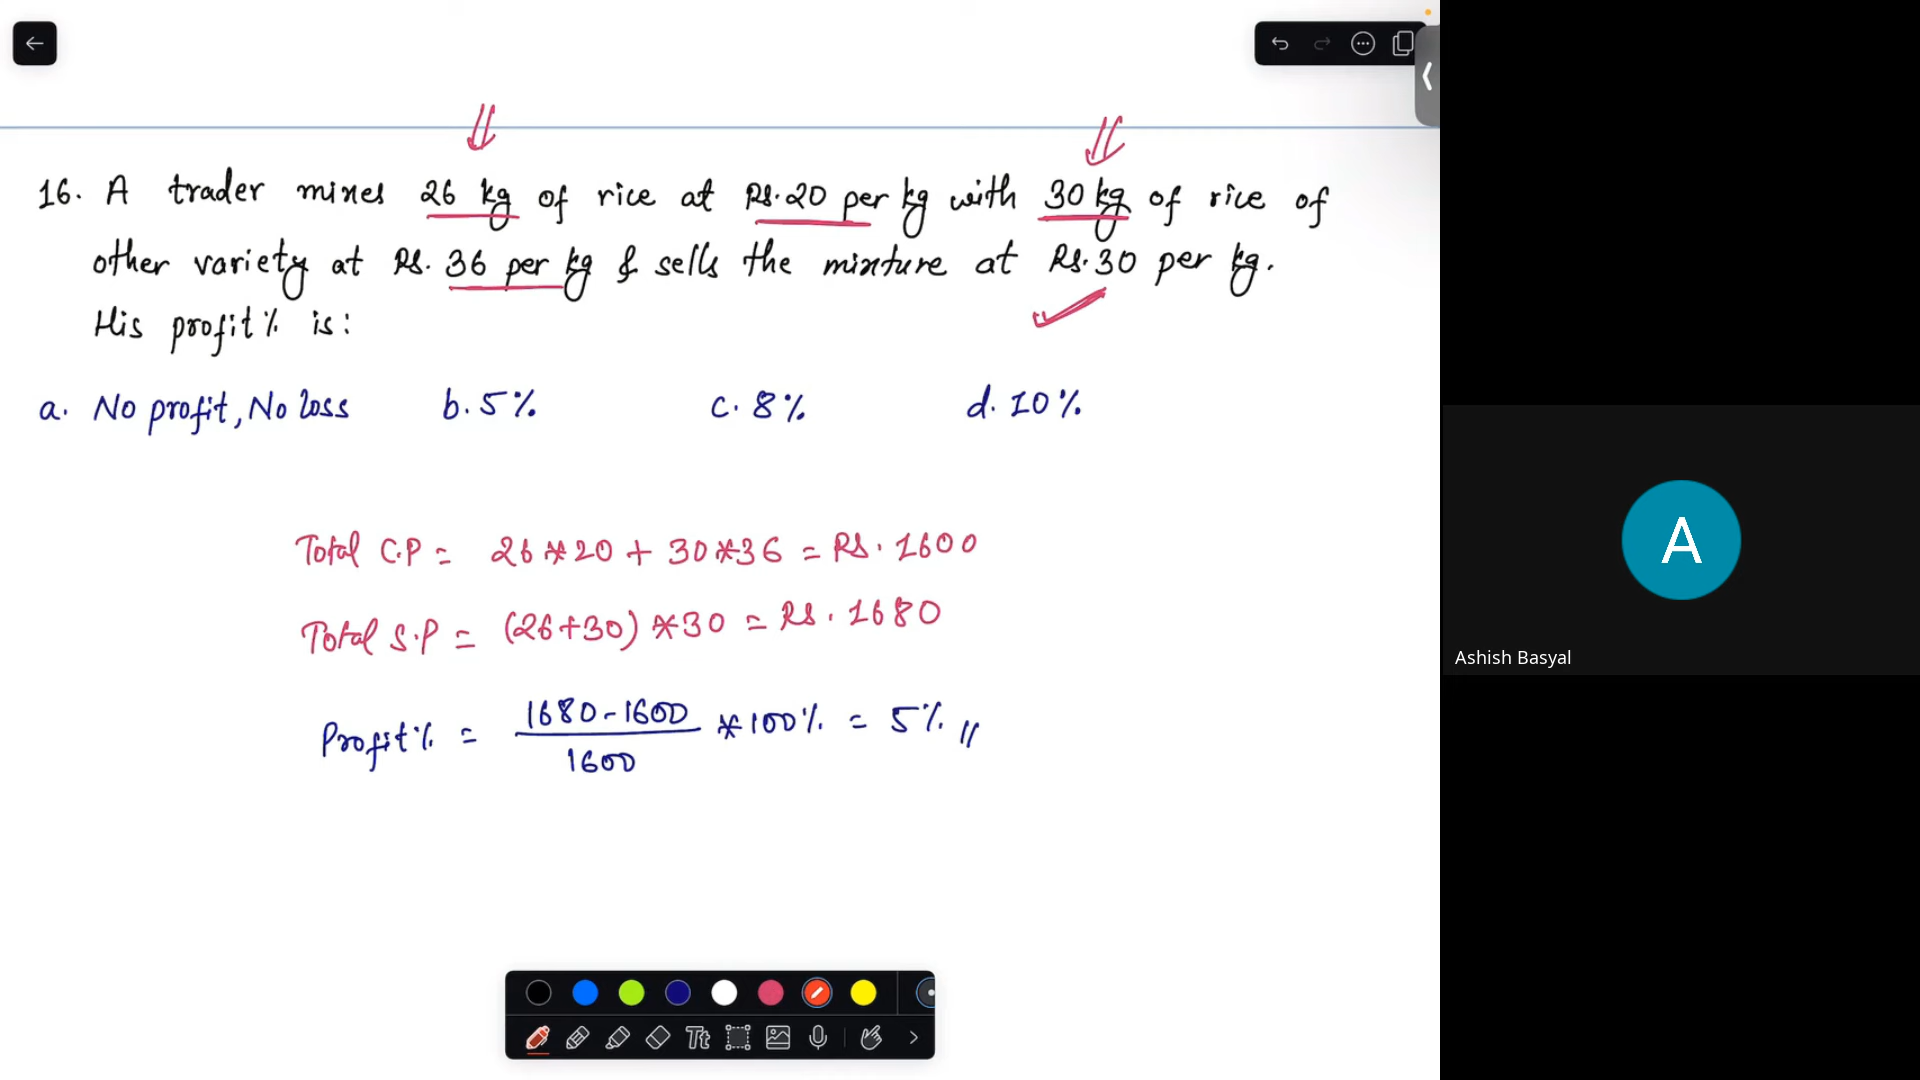 16. A trader mixes 26 kg of rice at Rs.20 per kg with 30 kg of rice of
other variety at Rs. 36 per kg & sells the mixture at Rs.30 per kg.
His profit% is:
a. No profit, No loss b. 5% c. 8% d. 10%
Total C.P = 26*20 + 30*36 = Rs. 1600
Total S.P = (26+30)*30 = Rs. 1680
Profit% = 1680-1600 / 1600 *100% = 5% //
A
Ashish Basyal
Tt